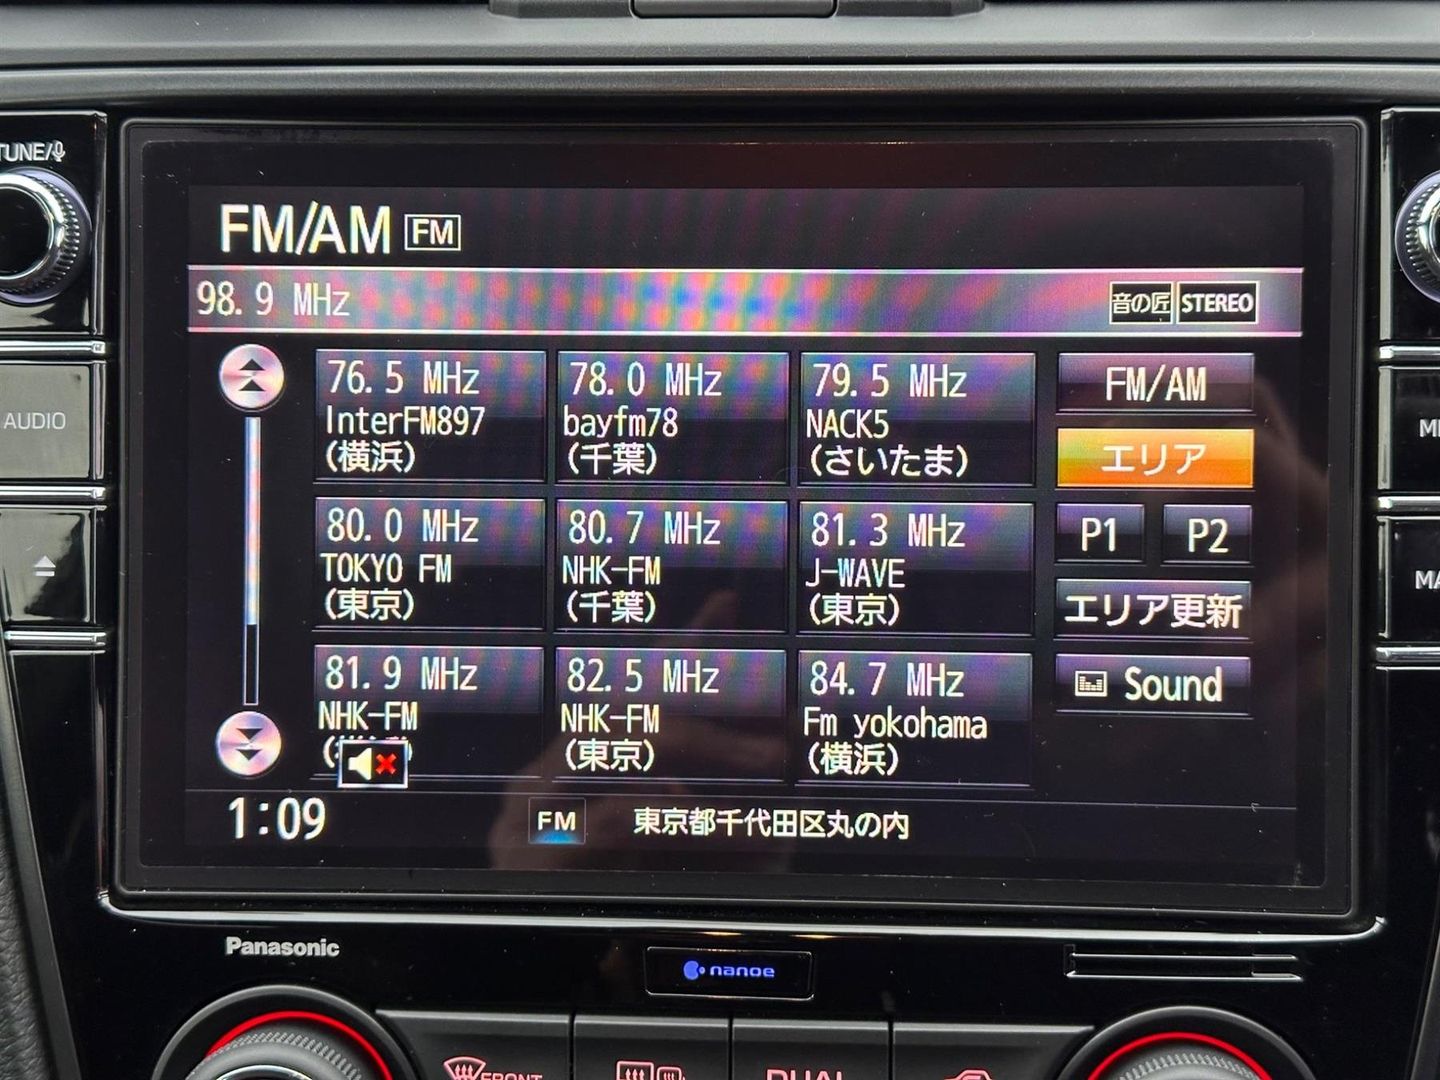 TUNE/
FM/AM FM
98.9 MHz 音の匠 STEREO
76.5 MHz
InterFM897
(横浜)
78.0 MHz
bayfm78
(千葉)
79.5 MHz
NACK5
(さいたま)
FM/AM
エリア
80.0 MHz
TOKYO FM
(東京)
80.7 MHz
NHK-FM
(千葉)
81.3 MHz
J-WAVE
(東京)
P1 P2
エリア更新
81.9 MHz
NHK-FM
82.5 MHz
NHK-FM
(東京)
84.7 MHz
Fm yokohama
(横浜)
Sound
1:09 FM 東京都千代田区丸の内
AUDIO
Panasonic
nanoe
FRONT
DUAL